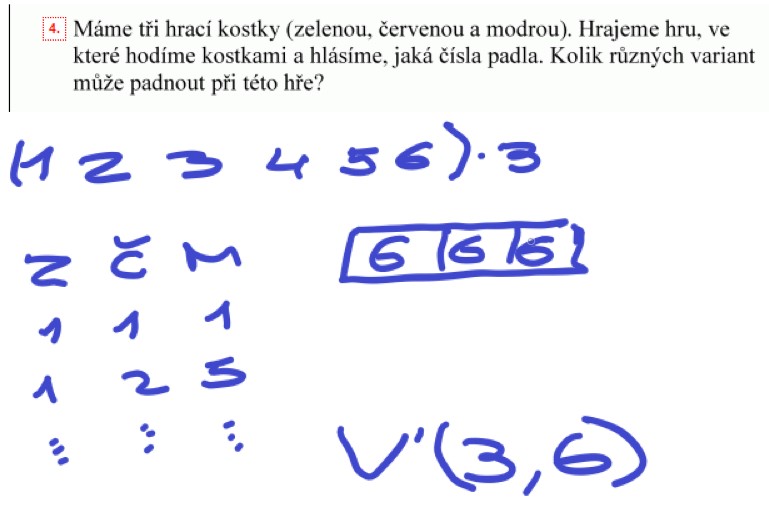 4. Máme tři hrací kostky (zelenou, červenou a modrou). Hrajeme hru, ve
které hodíme kostkami a hlásíme, jaká čísla padla. Kolik různých variant
může padnout při této hře?
(1 2 3 4 5 6).3
Z Č M
6 6 6
1 1 1
1 2 5
⋮ ⋮ ⋮
V'(3,6)